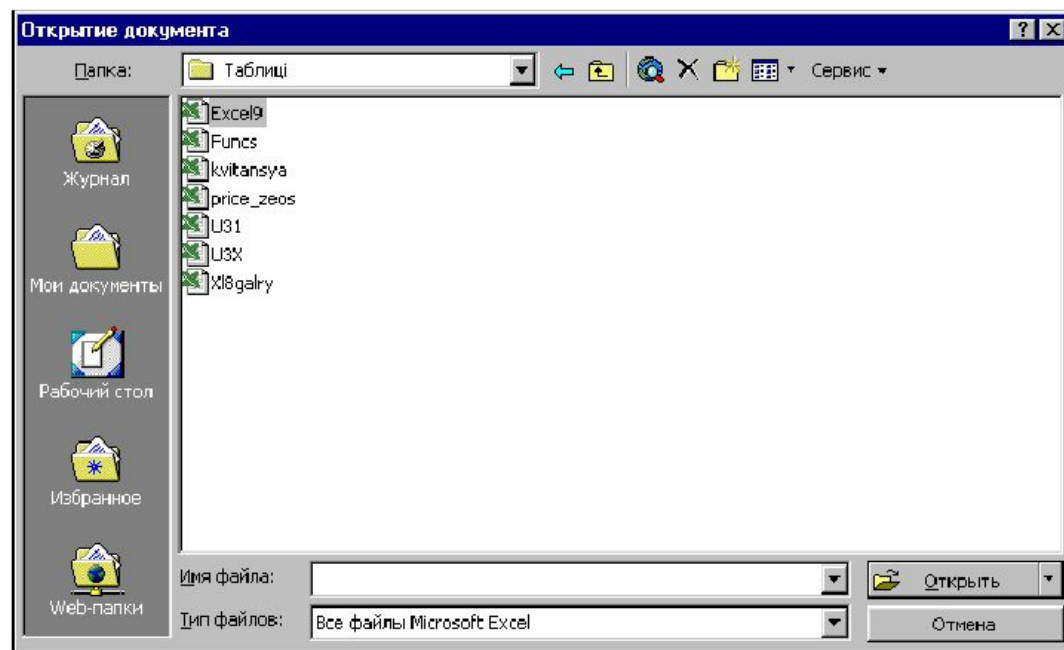 Открытие документа
Папка: Таблиці Сервис
Журнал
Мои документы
Рабочий стол
Избранное
Web-папки
Excel9
Funcs
kvitansya
price_zeos
U31
U3X
Xl8galry
Имя файла: Открыть
Тип файлов: Все файлы Microsoft Excel Отмена